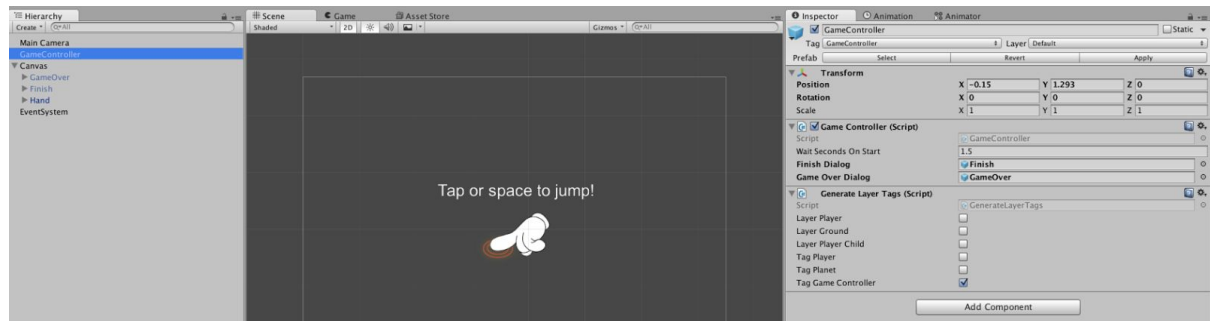 Hierarchy
Create
All
Main Camera
GameController
Canvas
GameOver
Finish
Hand
EventSystem
Scene
Game
Asset Store
Shaded
2D
Gizmos
All
Tap or space to jump!
Inspector
Animation
Animator
GameController
Static
Tag GameController Layer Default
Prefab Select Revert Apply
Transform
Position X -0.15 Y 1.293 Z 0
Rotation X 0 Y 0 Z 0
Scale X 1 Y 1 Z 1
Game Controller (Script)
Script GameController
Wait Seconds On Start 1.5
Finish Dialog Finish
Game Over Dialog GameOver
Generate Layer Tags (Script)
Script GenerateLayerTags
Layer Player
Layer Ground
Layer Player Child
Tag Player
Tag Planet
Tag Game Controller
Add Component